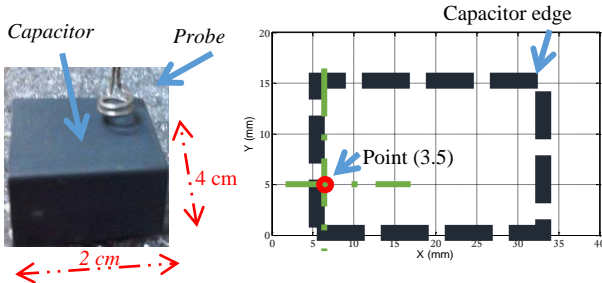 Capacitor
Probe
4 cm
2 cm
Capacitor edge
20
15
10
5
0
Y (mm)
Point (3.5)
0 5 10 15 20 25 30 35 40
X (mm)